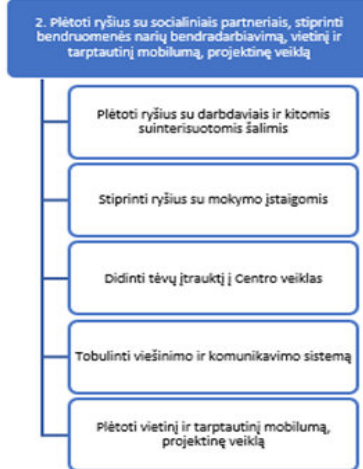 2. Plėtoti ryšius su socialiniais partneriais, stiprinti
bendruomenės narių bendradarbiavimą, vietinį ir
tarptautinį mobilumą, projektinę veiklą
Plėtoti ryšius su darbdaviais ir kitomis
suinterisuotomis šalimis
Stiprinti ryšius su mokymo įstaigomis
Didinti tėvų įtrauktį į Centro veiklas
Tobulinti viešinimo ir komunikavimo sistemą
Plėtoti vietinį ir tarptautinį mobilumą,
projektinę veiklą